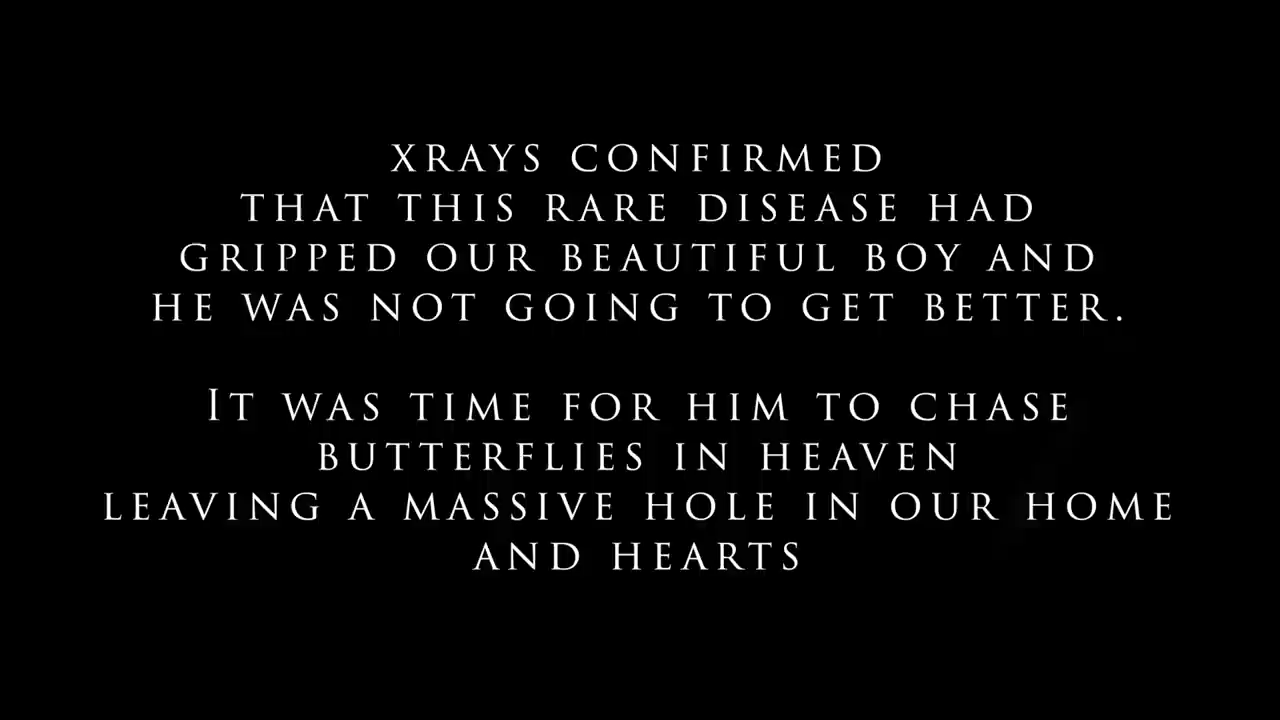 XRAYS CONFIRMED
THAT THIS RARE DISEASE HAD
GRIPPED OUR BEAUTIFUL BOY AND
HE WAS NOT GOING TO GET BETTER.
IT WAS TIME FOR HIM TO CHASE
BUTTERFLIES IN HEAVEN
LEAVING A MASSIVE HOLE IN OUR HOME
AND HEARTS